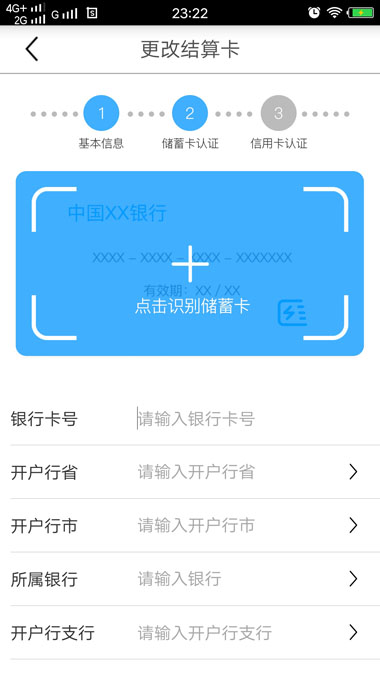 4G+ 2G G S 23:22
更改结算卡
1 2 3
基本信息 储蓄卡认证 信用卡认证
中国XX银行
XXXX - XXXX - XXXX - XXXXXXX
有效期：XX / XX
点击识别储蓄卡
银行卡号 请输入银行卡号
开户行省 请输入开户行省
开户行市 请输入开户行市
所属银行 请输入银行
开户行支行 请输入开户行支行